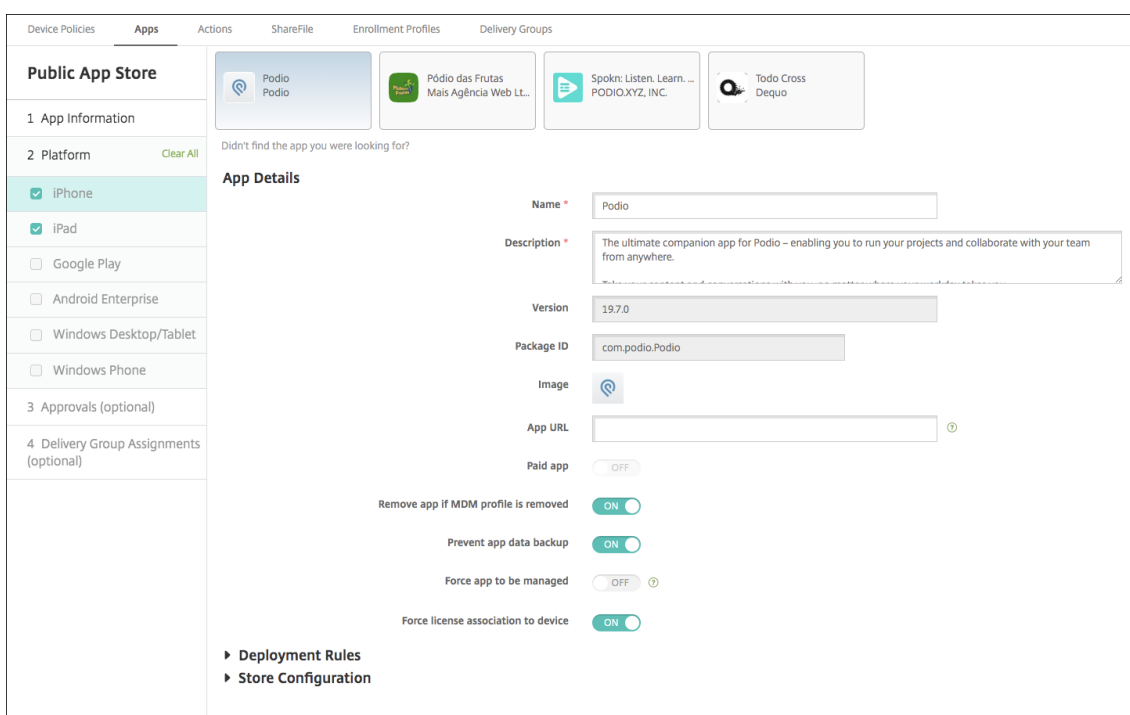 Device Policies Apps Actions ShareFile Enrollment Profiles Delivery Groups
Public App Store
1 App Information
2 Platform Clear All
iPhone
iPad
Google Play
Android Enterprise
Windows Desktop/Tablet
Windows Phone
3 Approvals (optional)
4 Delivery Group Assignments
(optional)
Podio
Podio
Pódio das Frutas
Mais Agência Web Lt...
Spokn: Listen. Learn. ...
PODIO.XYZ, INC.
Todo Cross
Dequo
Didn't find the app you were looking for?
App Details
Name * Podio
Description * The ultimate companion app for Podio – enabling you to run your projects and collaborate with your team
from anywhere.
Version 19.7.0
Package ID com.podio.Podio
Image
App URL
Paid app OFF
Remove app if MDM profile is removed ON
Prevent app data backup ON
Force app to be managed OFF
Force license association to device ON
Deployment Rules
Store Configuration